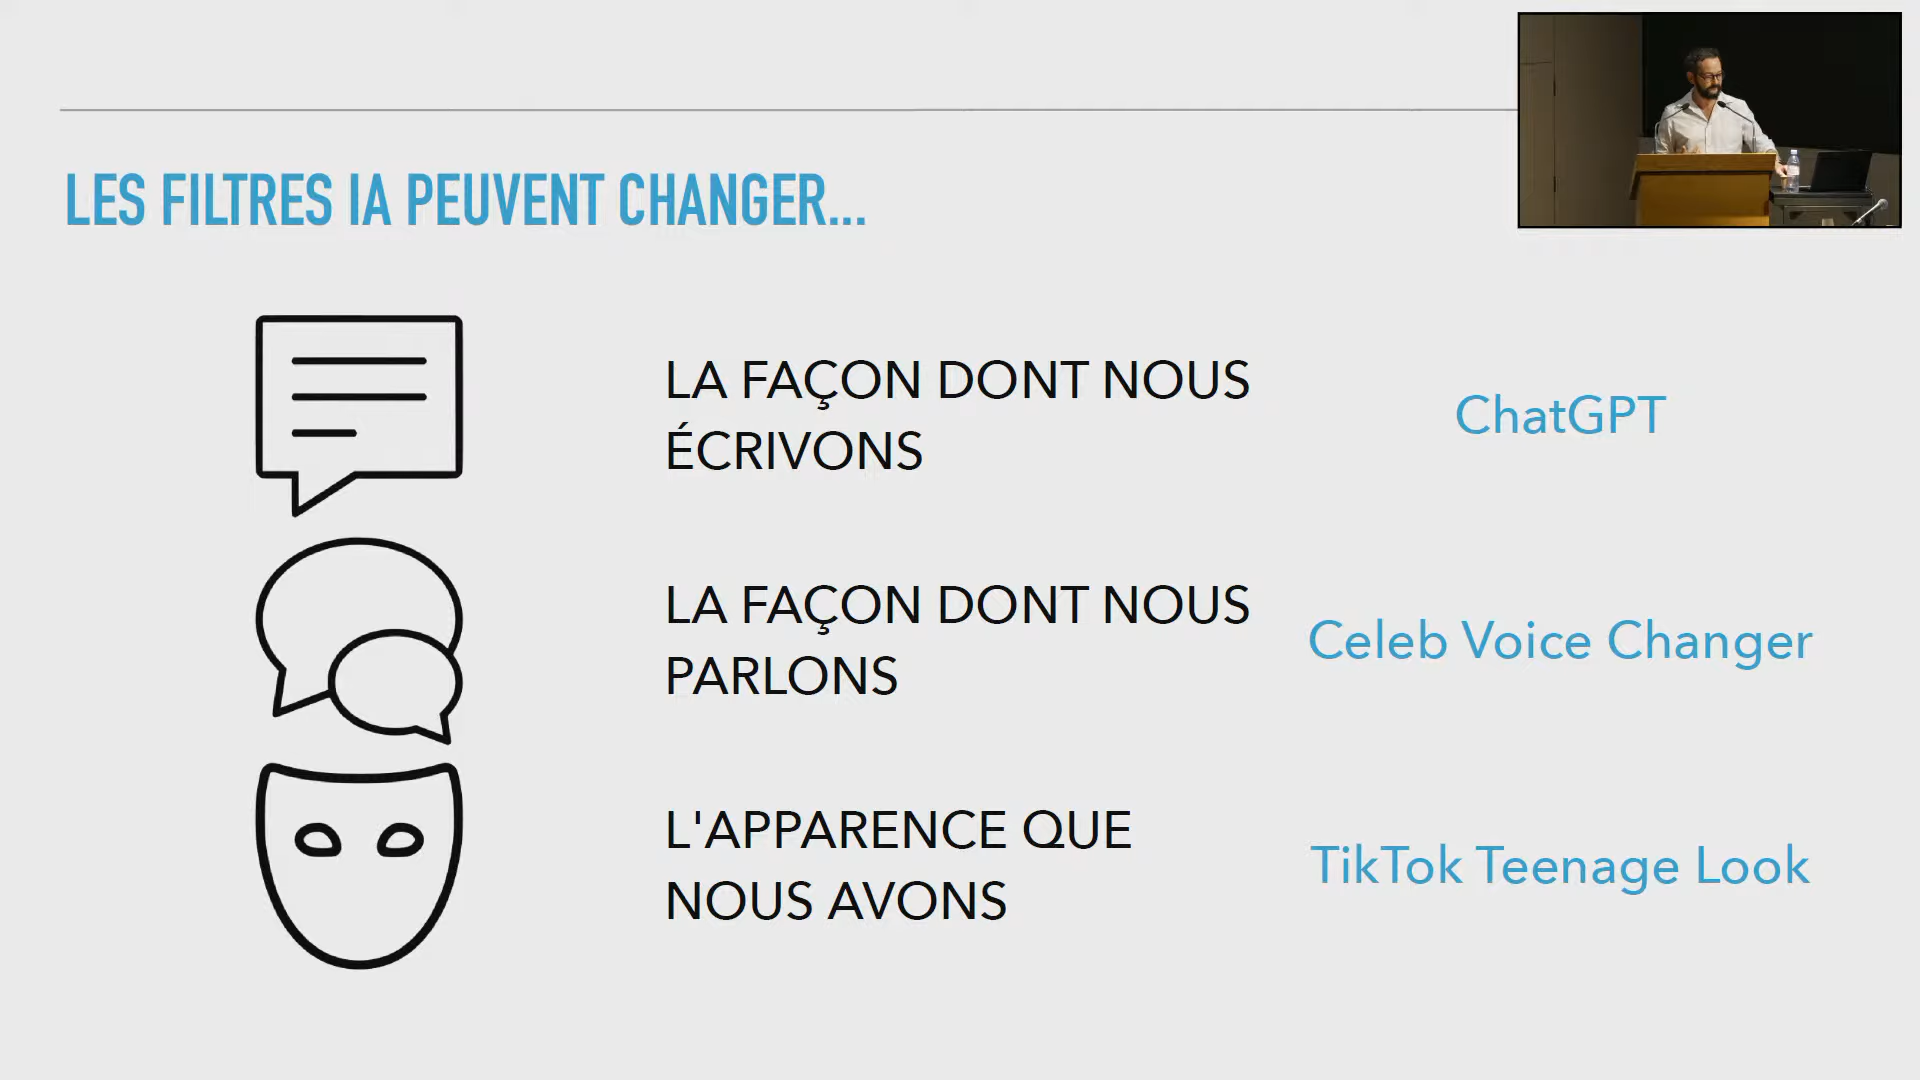 LES FILTRES IA PEUVENT CHANGER...
LA FAÇON DONT NOUS
ÉCRIVONS
ChatGPT
LA FAÇON DONT NOUS
PARLONS
Celeb Voice Changer
L'APPARENCE QUE
NOUS AVONS
TikTok Teenage Look